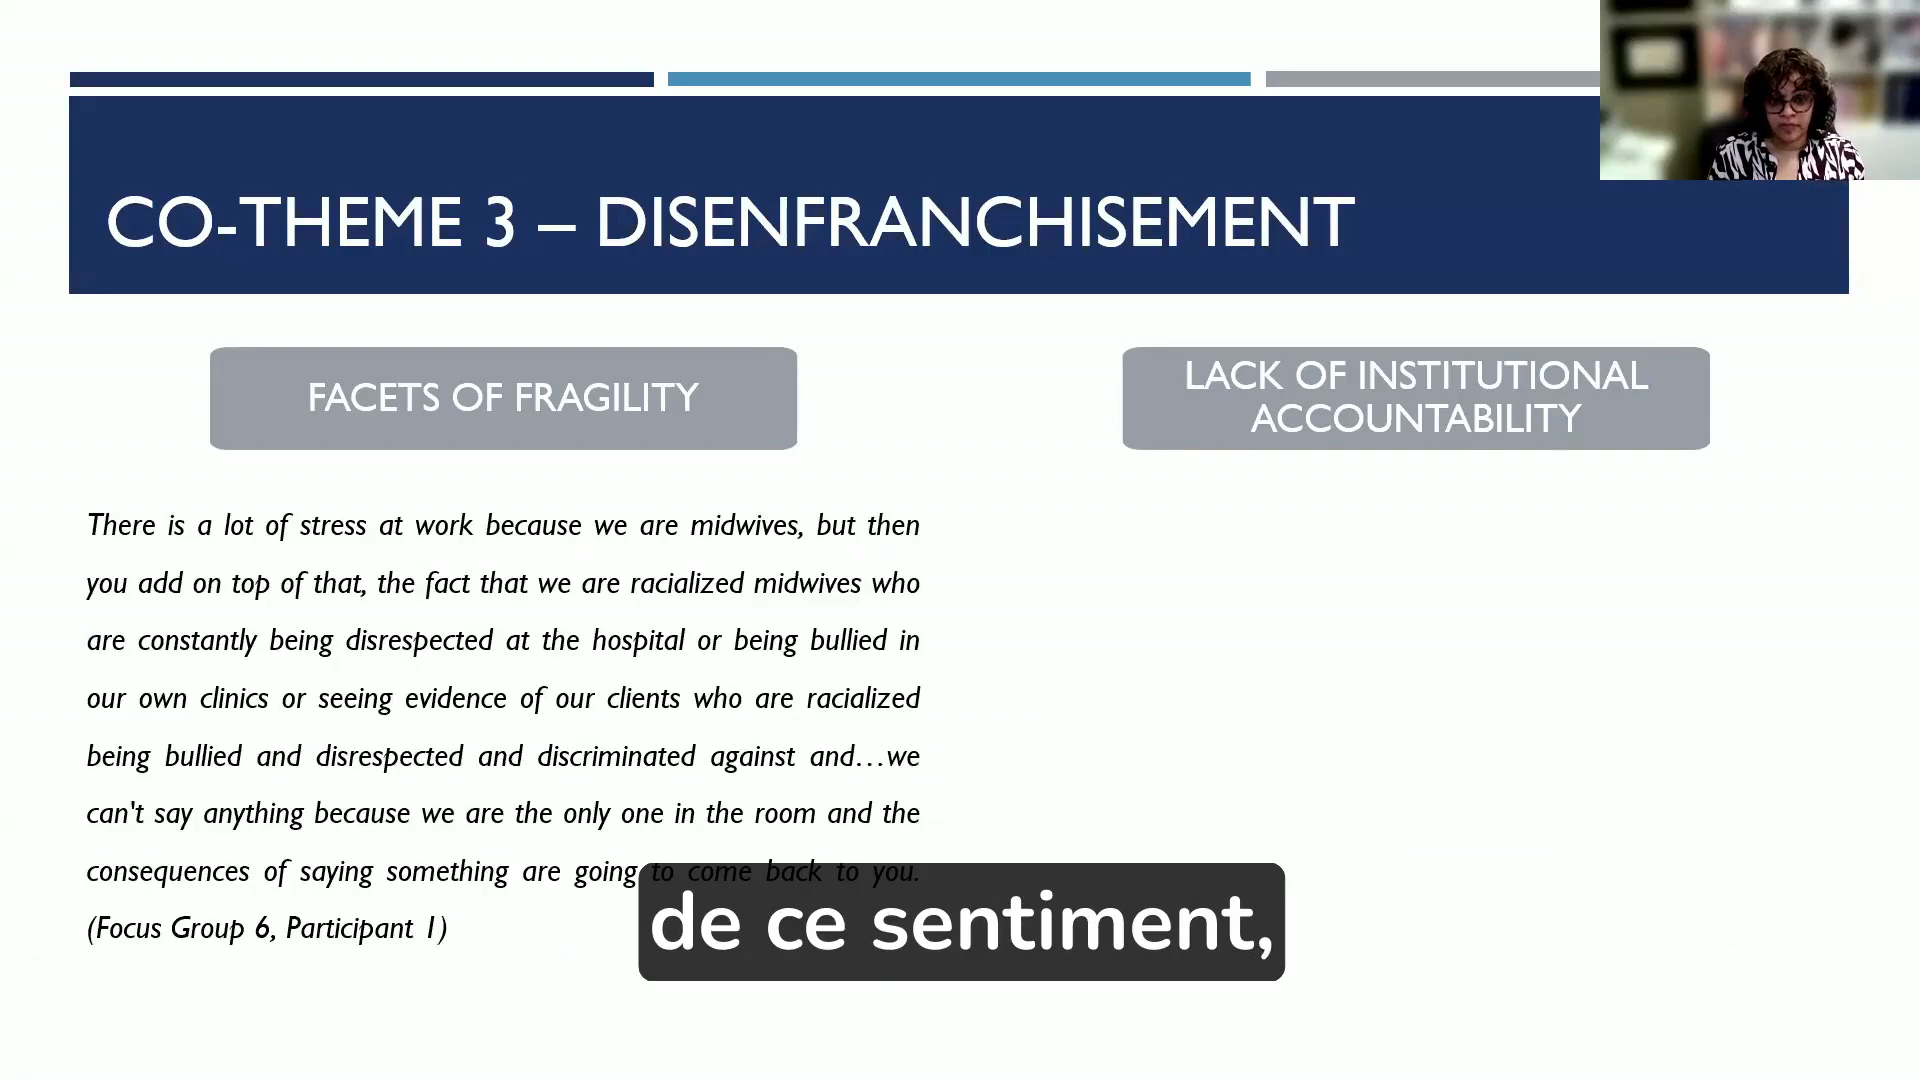 CO-THEME 3 – DISENFRANCHISEMENT
FACETS OF FRAGILITY
There is a lot of stress at work because we are midwives, but then
you add on top of that, the fact that we are racialized midwives who
are constantly being disrespected at the hospital or being bullied in
our own clinics or seeing evidence of our clients who are racialized
being bullied and disrespected and discriminated against and…we
can't say anything because we are the only one in the room and the
consequences of saying something are going to come back to you.
(Focus Group 6, Participant 1)
LACK OF INSTITUTIONAL
ACCOUNTABILITY
de ce sentiment,